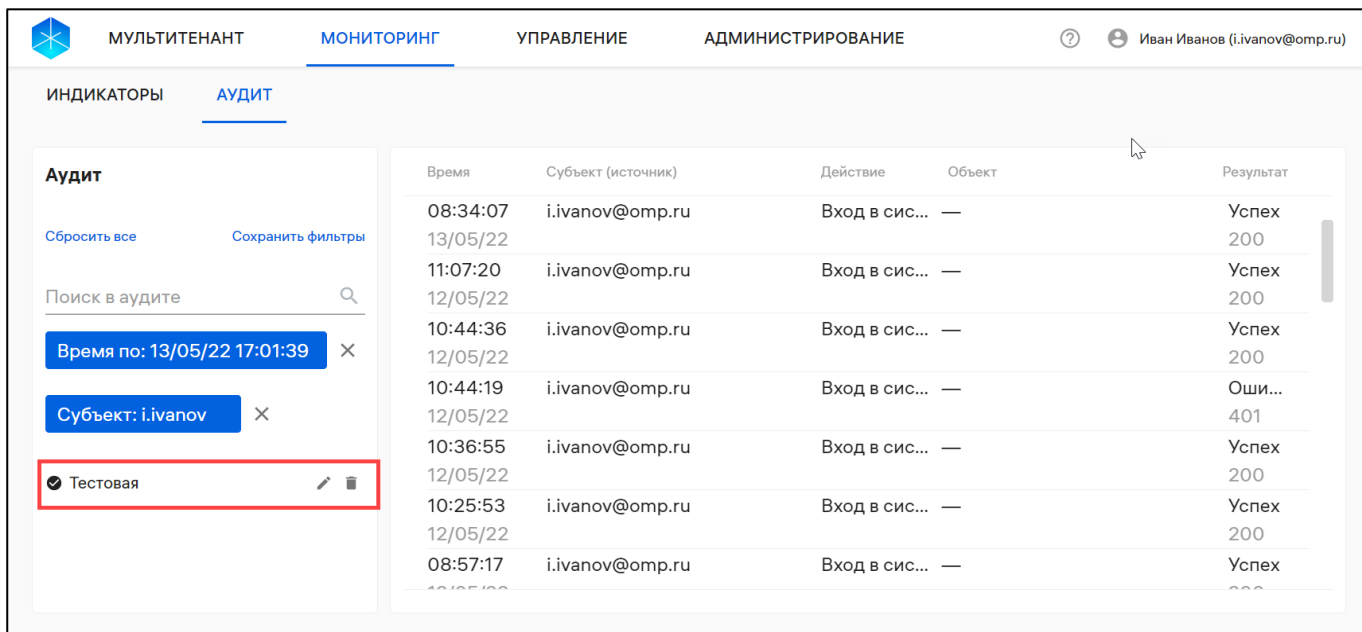 МУЛЬТИТЕНАНТ МОНИТОРИНГ УПРАВЛЕНИЕ АДМИНИСТРИРОВАНИЕ Иван Иванов (i.ivanov@omp.ru)
ИНДИКАТОРЫ АУДИТ
Аудит
Сбросить все Сохранить фильтры
Поиск в аудите
Время по: 13/05/22 17:01:39
Субъект: i.ivanov
Тестовая
Время Субъект (источник) Действие Объект Результат
08:34:07 i.ivanov@omp.ru Вход в сис... — Успех
13/05/22 200
11:07:20 i.ivanov@omp.ru Вход в сис... — Успех
12/05/22 200
10:44:36 i.ivanov@omp.ru Вход в сис... — Успех
12/05/22 200
10:44:19 i.ivanov@omp.ru Вход в сис... — Оши...
12/05/22 401
10:36:55 i.ivanov@omp.ru Вход в сис... — Успех
12/05/22 200
10:25:53 i.ivanov@omp.ru Вход в сис... — Успех
12/05/22 200
08:57:17 i.ivanov@omp.ru Вход в сис... — Успех